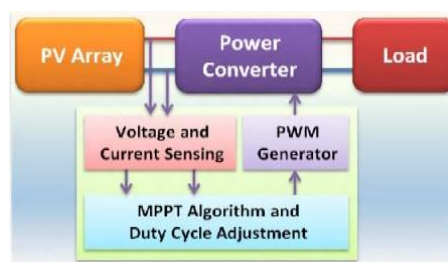 PV Array
Power
Converter
Load
Voltage and
Current Sensing
PWM
Generator
MPPT Algorithm and
Duty Cycle Adjustment